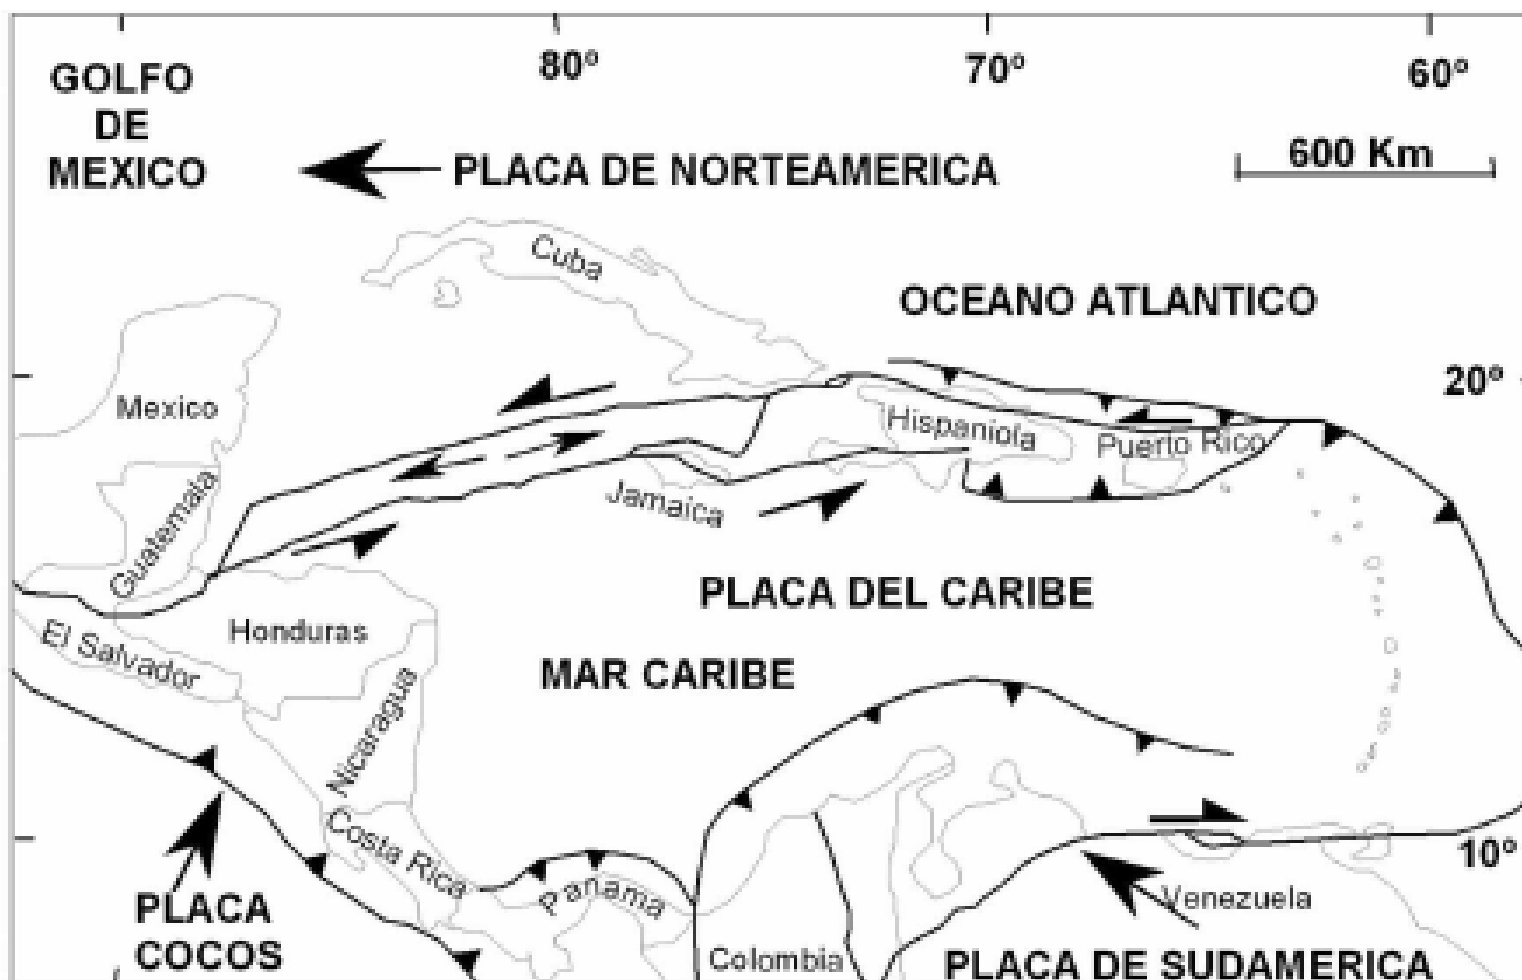 80º
70º
60º
GOLFO
DE
MEXICO
PLACA DE NORTEAMERICA
600 Km
Cuba
OCEANO ATLANTICO
20º
Mexico
Hispaniola
Puerto Rico
Guatemala
Jamaica
PLACA DEL CARIBE
Honduras
El Salvador
MAR CARIBE
Nicaragua
Costa Rica
10º
Panama
Venezuela
PLACA
COCOS
Colombia
PLACA DE SUDAMERICA